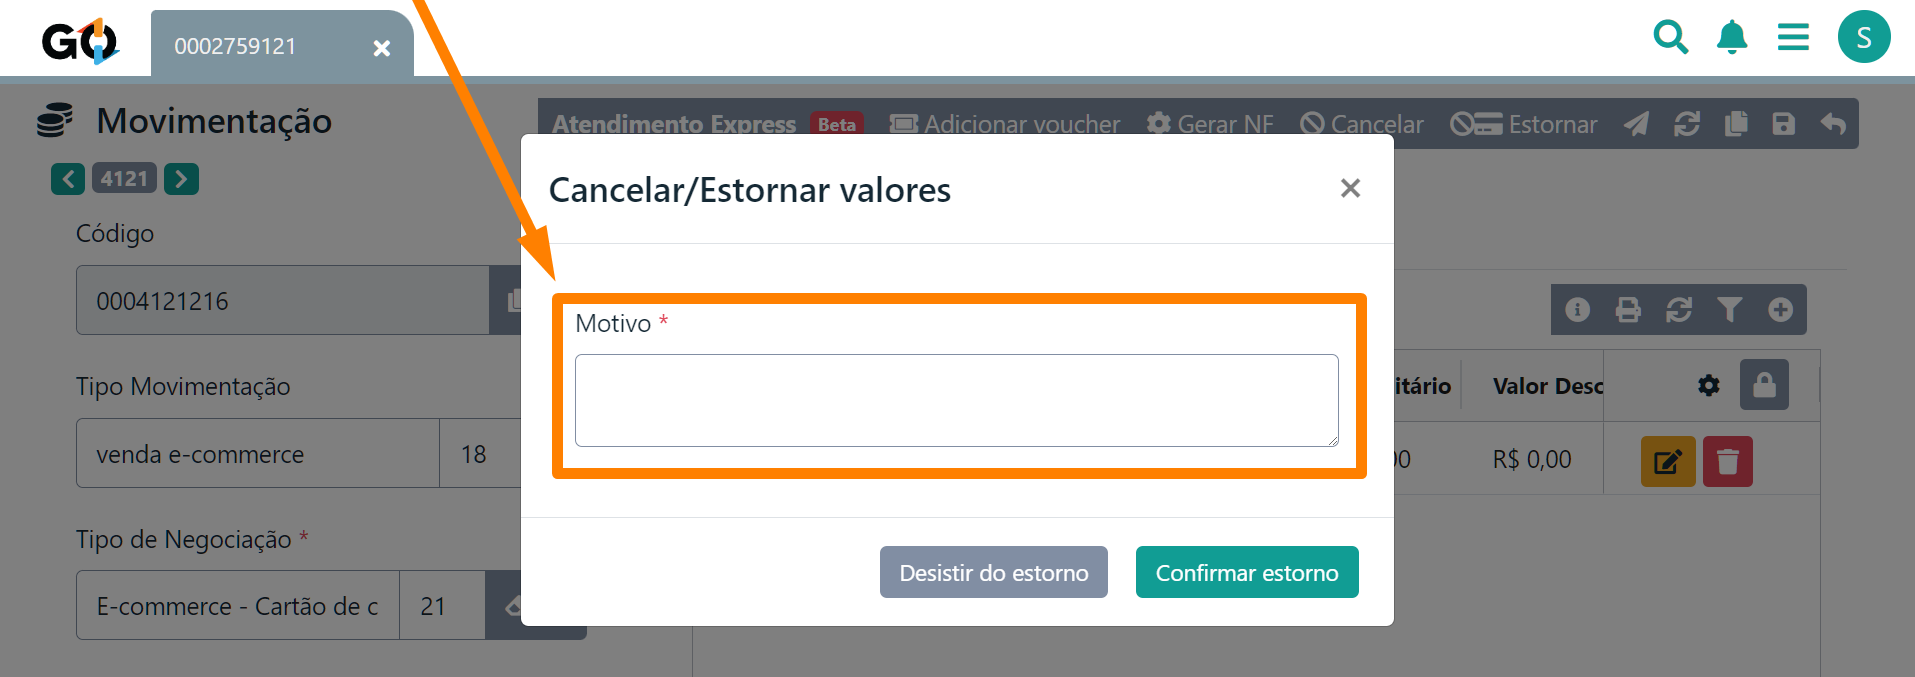 GO
0002759121
S
Movimentação
Atendimento Express Beta Adicionar voucher Gerar NF Cancelar Estornar
4121
Cancelar/Estornar valores
Código
0004121216
Motivo *
Tipo Movimentação
itário Valor Desc
venda e-commerce 18
00 R$ 0,00
Tipo de Negociação *
Desistir do estorno Confirmar estorno
E-commerce - Cartão de c 21